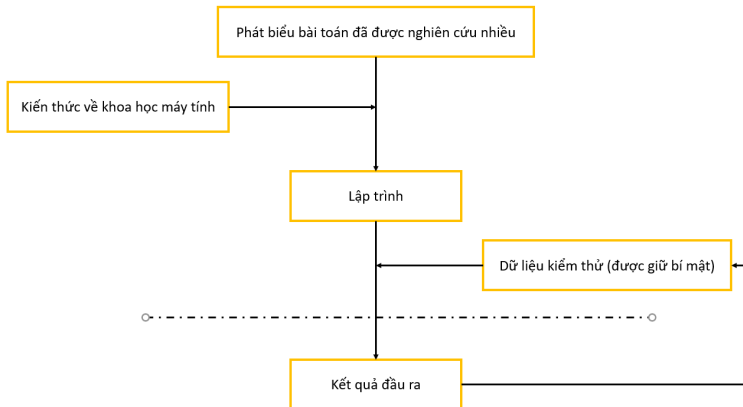 Phát biểu bài toán đã được nghiên cứu nhiều
Kiến thức về khoa học máy tính
Lập trình
Dữ liệu kiểm thử (được giữ bí mật)
Kết quả đầu ra